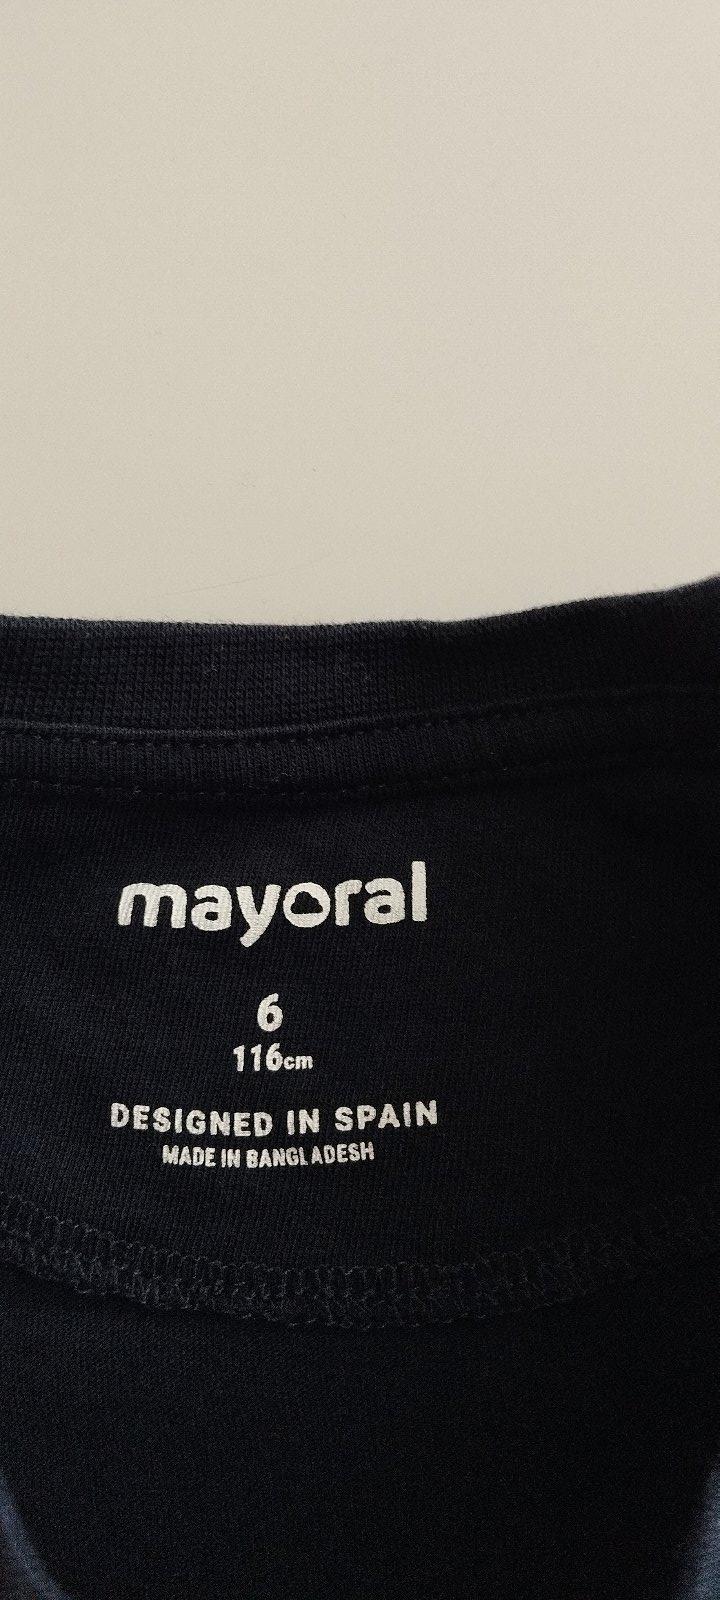 mayoral
6
116cm
DESIGNED IN SPAIN
MADE IN BANGLADESH